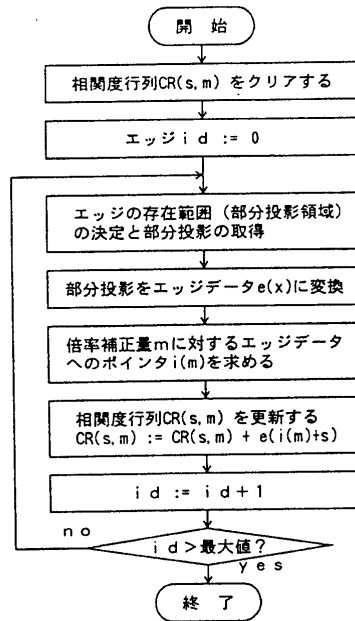 開 始
相関度行列CR(s,m) をクリアする
エッジid := 0
エッジの存在範囲（部分投影領域）
の決定と部分投影の取得
部分投影をエッジデータe(x)に変換
倍率補正量mに対するエッジデータ
へのポインタi(m)を求める
相関度行列CR(s,m) を更新する
CR(s,m) := CR(s,m) + e(i(m)+s)
id := id+1
no
id＞最大値？
yes
終 了